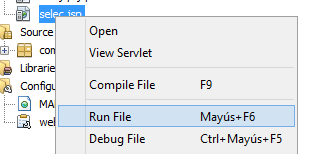 selec.jsp
Open
Source
View Servlet
com
Librarie
Compile File F9
Configu
MA
Run File Mayús+F6
web
Debug File Ctrl+Mayús+F5